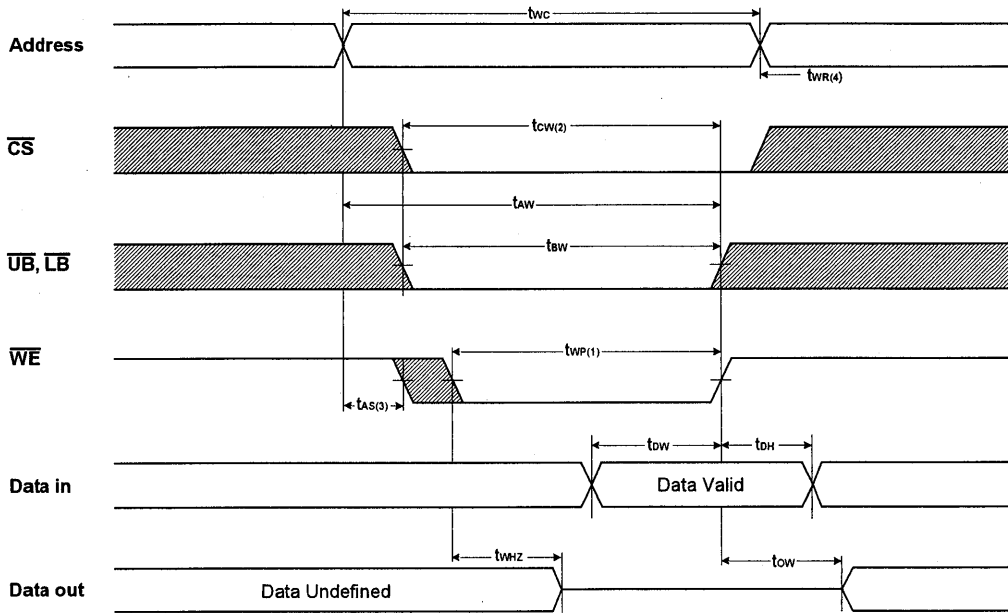 tWC
Address
tWR(4)
tCW(2)
CS
tAW
tBW
UB, LB
tWP(1)
WE
tAS(3)
tDW
tDH
Data in
Data Valid
tWHZ
tOW
Data out
Data Undefined